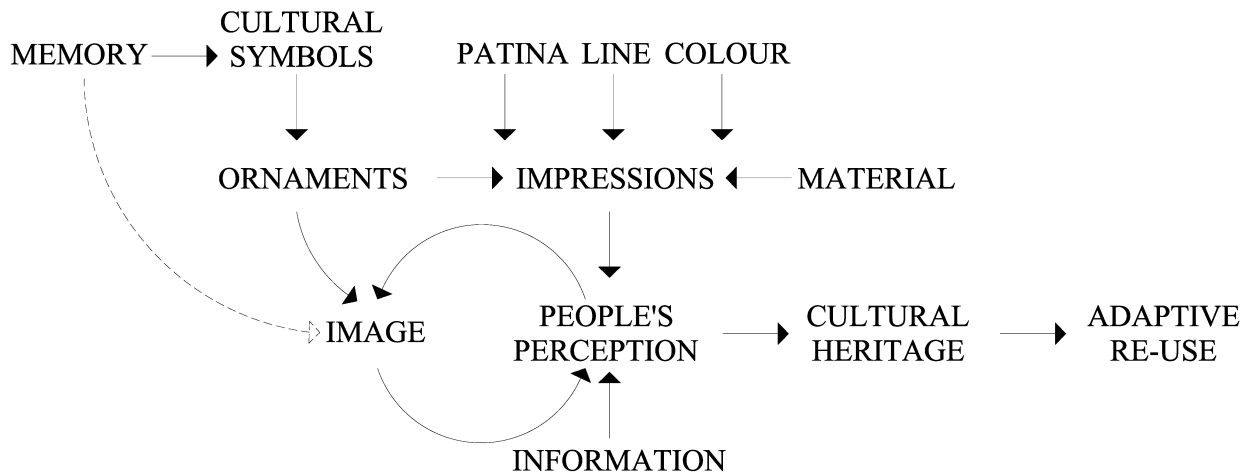 CULTURAL
MEMORY SYMBOLS PATINA LINE COLOUR
ORNAMENTS IMPRESSIONS MATERIAL
IMAGE
PEOPLE'S
PERCEPTION
CULTURAL
HERITAGE
ADAPTIVE
RE-USE
INFORMATION